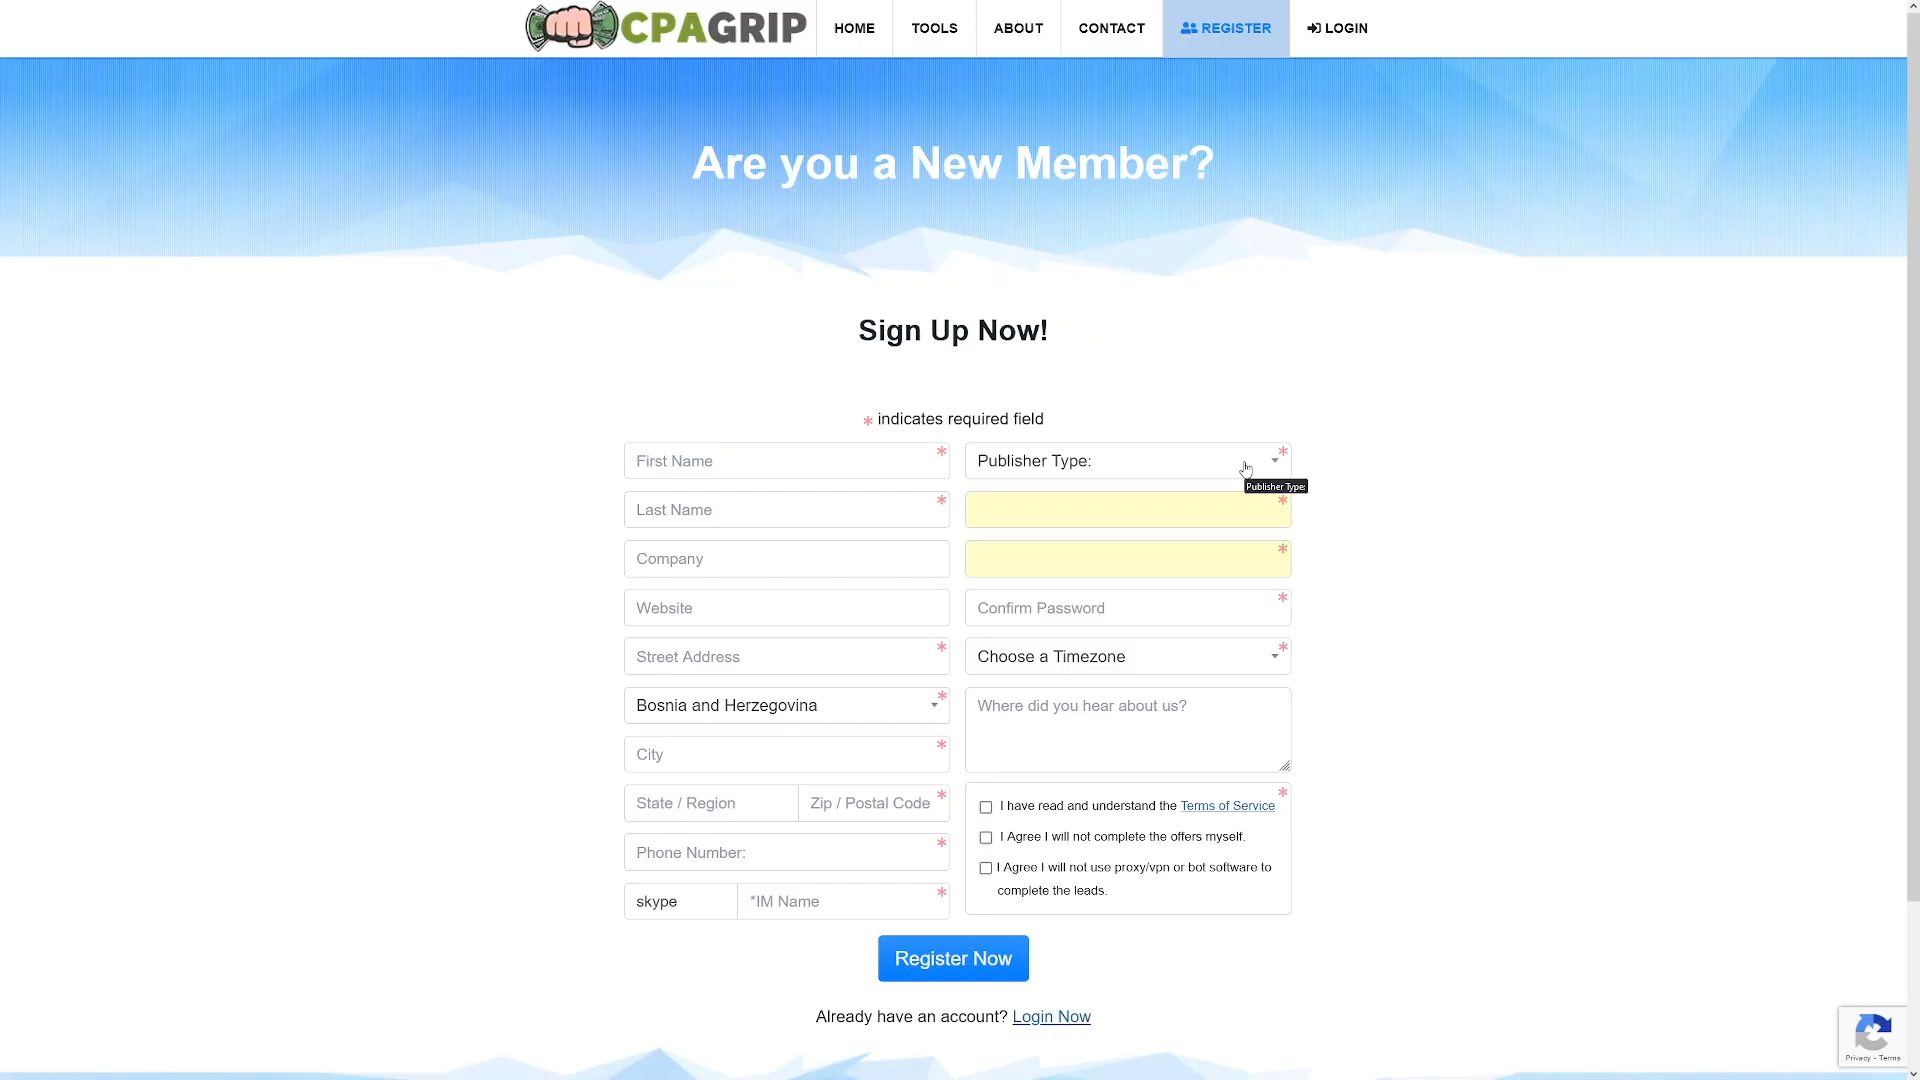 CPAGRIP
HOME
TOOLS
ABOUT
CONTACT
REGISTER
LOGIN
Are you a New Member?
Sign Up Now!
* indicates required field
First Name *
Publisher Type: *
Publisher Type:
Last Name *
*
Company
*
Website
Confirm Password *
Street Address *
Choose a Timezone *
Bosnia and Herzegovina *
Where did you hear about us?
City *
State / Region
Zip / Postal Code *
Phone Number: *
skype
*IM Name *
*
I have read and understand the Terms of Service
I Agree I will not complete the offers myself.
I Agree I will not use proxy/vpn or bot software to
complete the leads.
Register Now
Already have an account? Login Now
Privacy - Terms